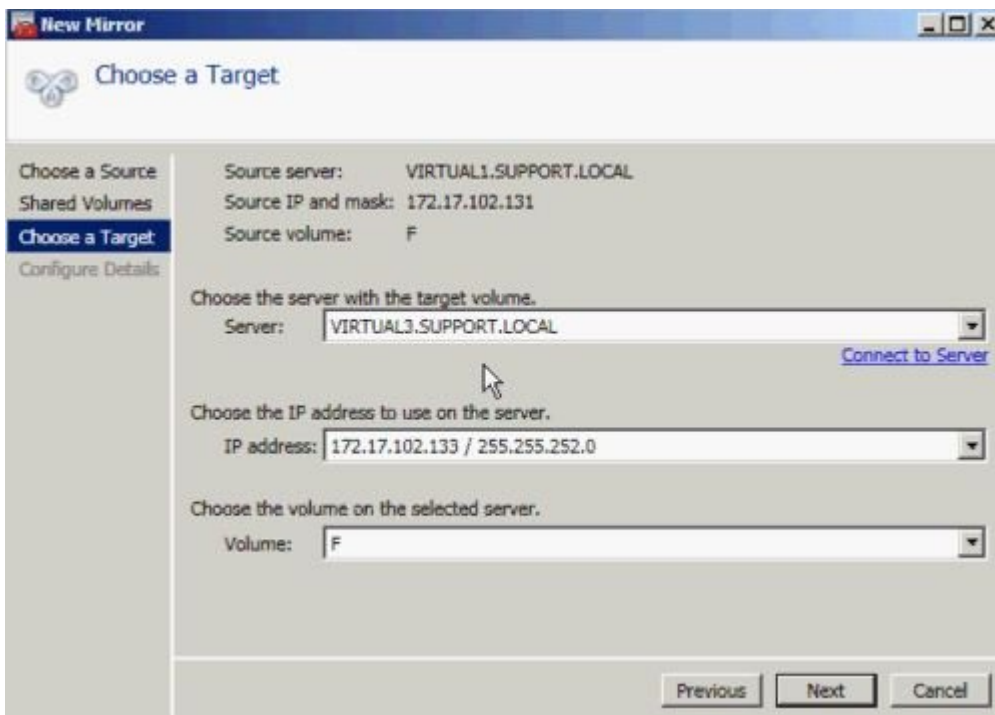 New Mirror
Choose a Target
Choose a Source
Shared Volumes
Choose a Target
Configure Details
Source server: VIRTUAL1.SUPPORT.LOCAL
Source IP and mask: 172.17.102.131
Source volume: F
Choose the server with the target volume.
Server: VIRTUAL3.SUPPORT.LOCAL
Connect to Server
Choose the IP address to use on the server.
IP address: 172.17.102.133 / 255.255.252.0
Choose the volume on the selected server.
Volume: F
Previous Next Cancel